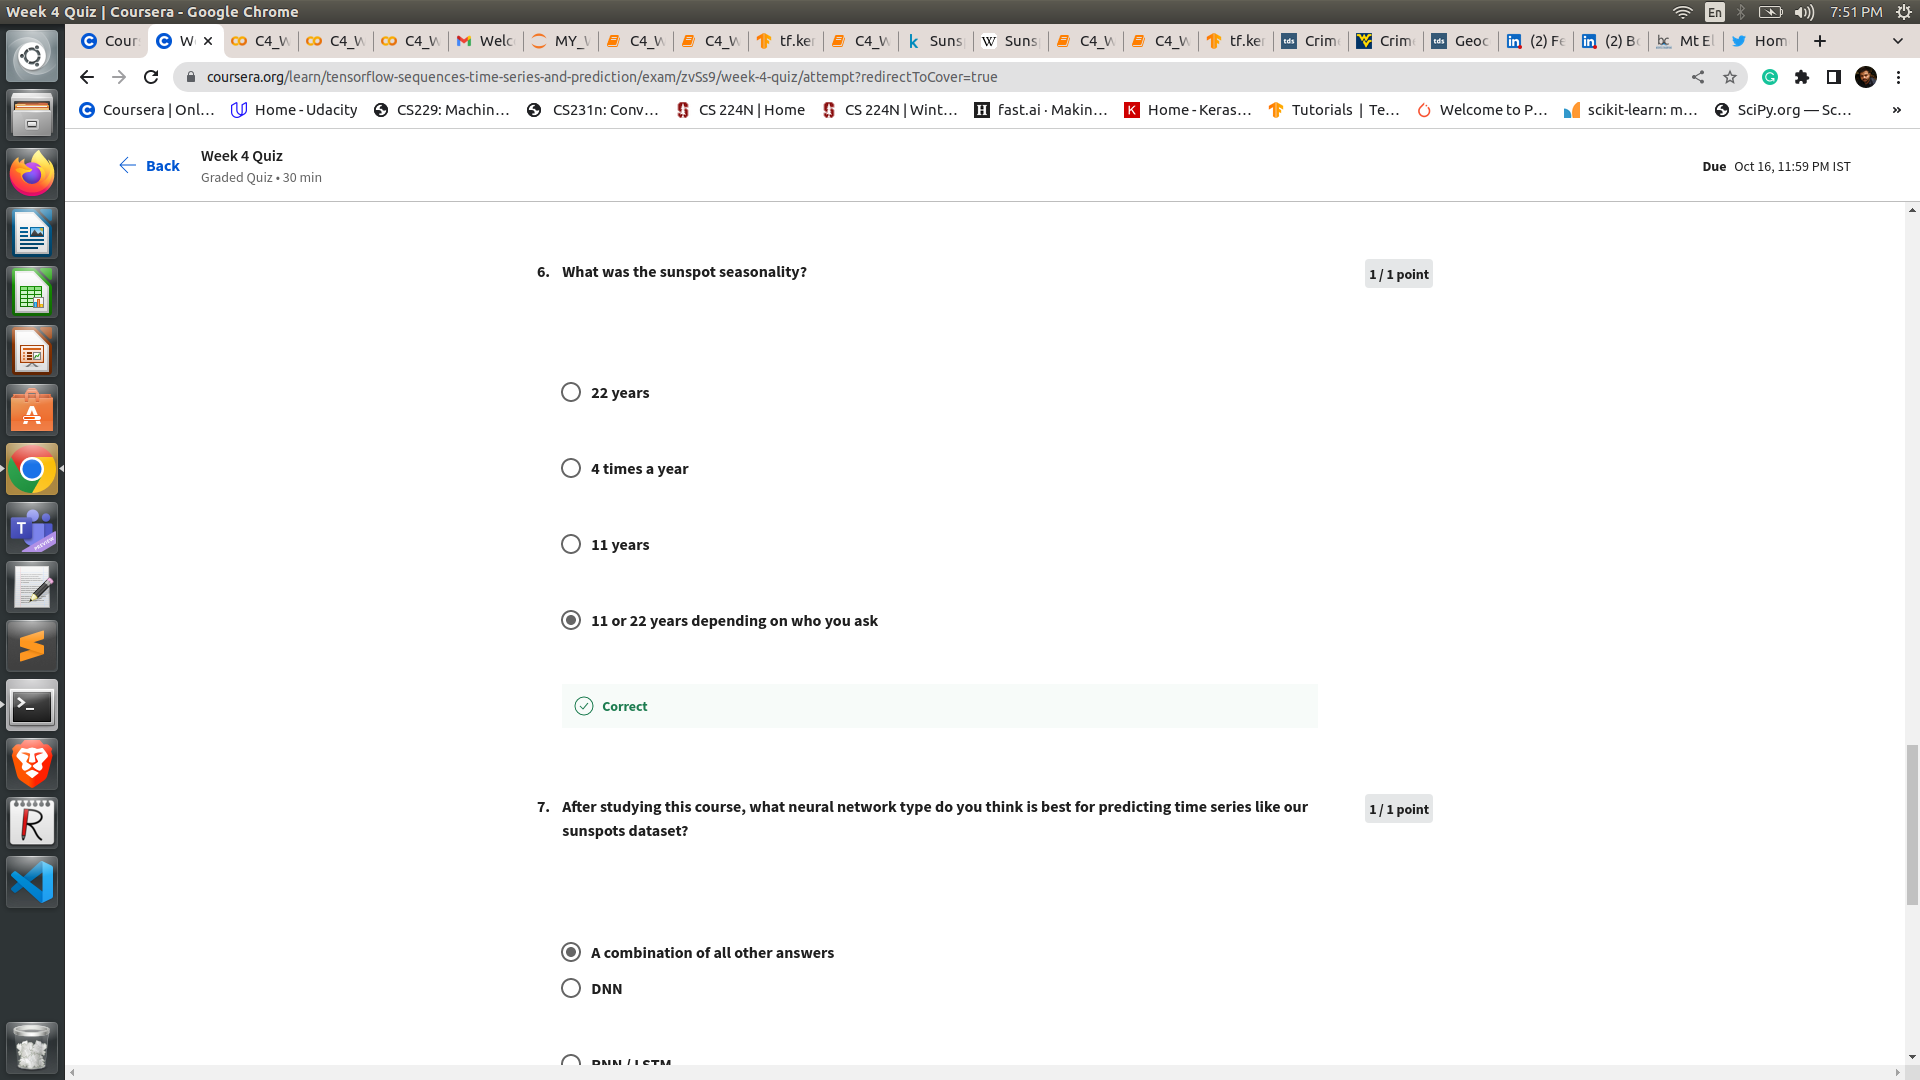 Week 4 Quiz | Coursera - Google Chrome
En
7:51 PM
Cour
W
C4_W
C4_W
C4_W
Welc
MY_
C4_W
C4_W
tf.ker
C4_W
Suns
Suns
C4_W
C4_W
tf.ke
Crim
Crim
Geoc
(2) Fe
(2) Bo
Mt El
Hom
coursera.org/learn/tensorflow-sequences-time-series-and-prediction/exam/zvSs9/week-4-quiz/attempt?redirectToCover=true
Coursera | Onl...
Home - Udacity
CS229: Machin...
CS231n: Conv...
CS 224N | Home
CS 224N | Wint...
fast.ai · Makin...
Home - Keras...
Tutorials | Te...
Welcome to P...
scikit-learn: m...
SciPy.org — Sc...
Back
Week 4 Quiz
Graded Quiz • 30 min
Due Oct 16, 11:59 PM IST
6. What was the sunspot seasonality?
1 / 1 point
22 years
4 times a year
11 years
11 or 22 years depending on who you ask
Correct
7. After studying this course, what neural network type do you think is best for predicting time series like our
sunspots dataset?
1 / 1 point
A combination of all other answers
DNN
RNN / LSTM